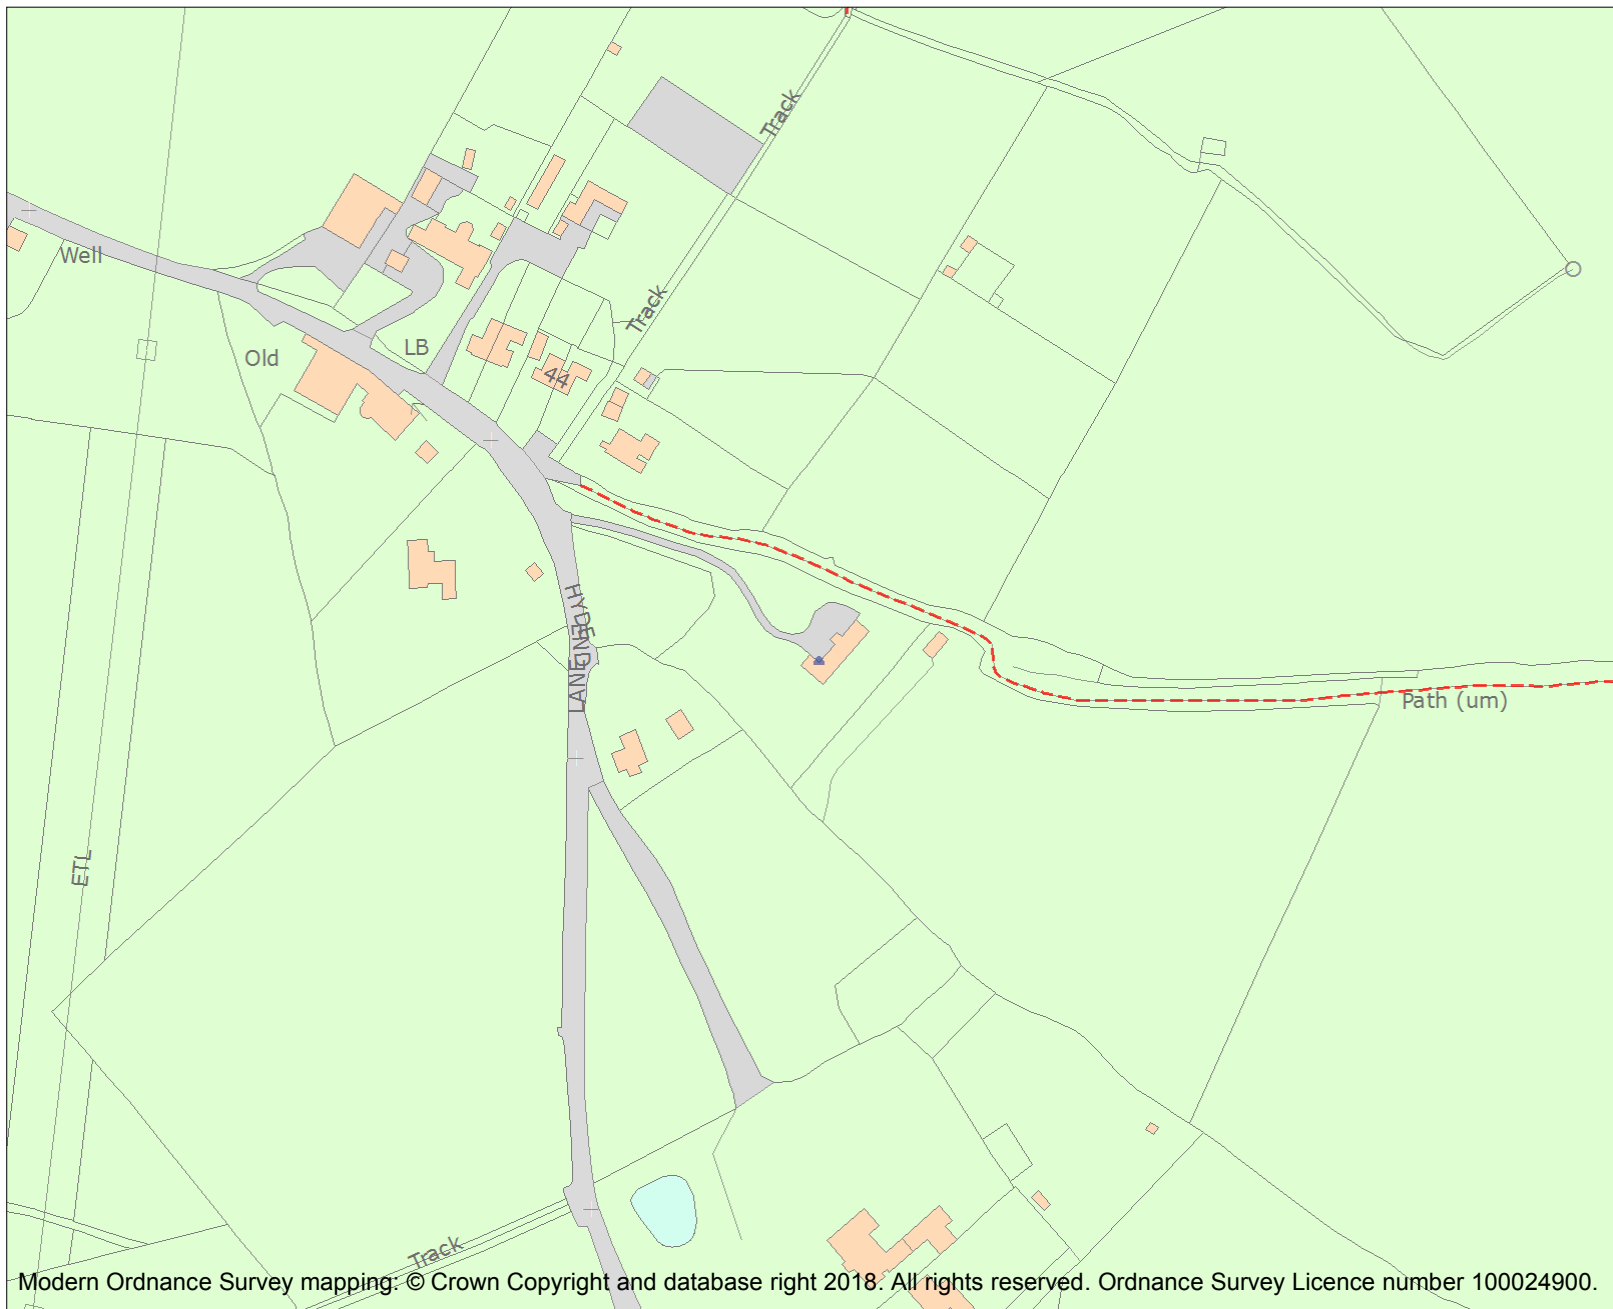 Track
Well
Track
LB
Old
44
HYDE END
LANE
Path (um)
ETL
Track
Modern Ordnance Survey mapping: © Crown Copyright and database right 2018. All rights reserved. Ordnance Survey Licence number 100024900.